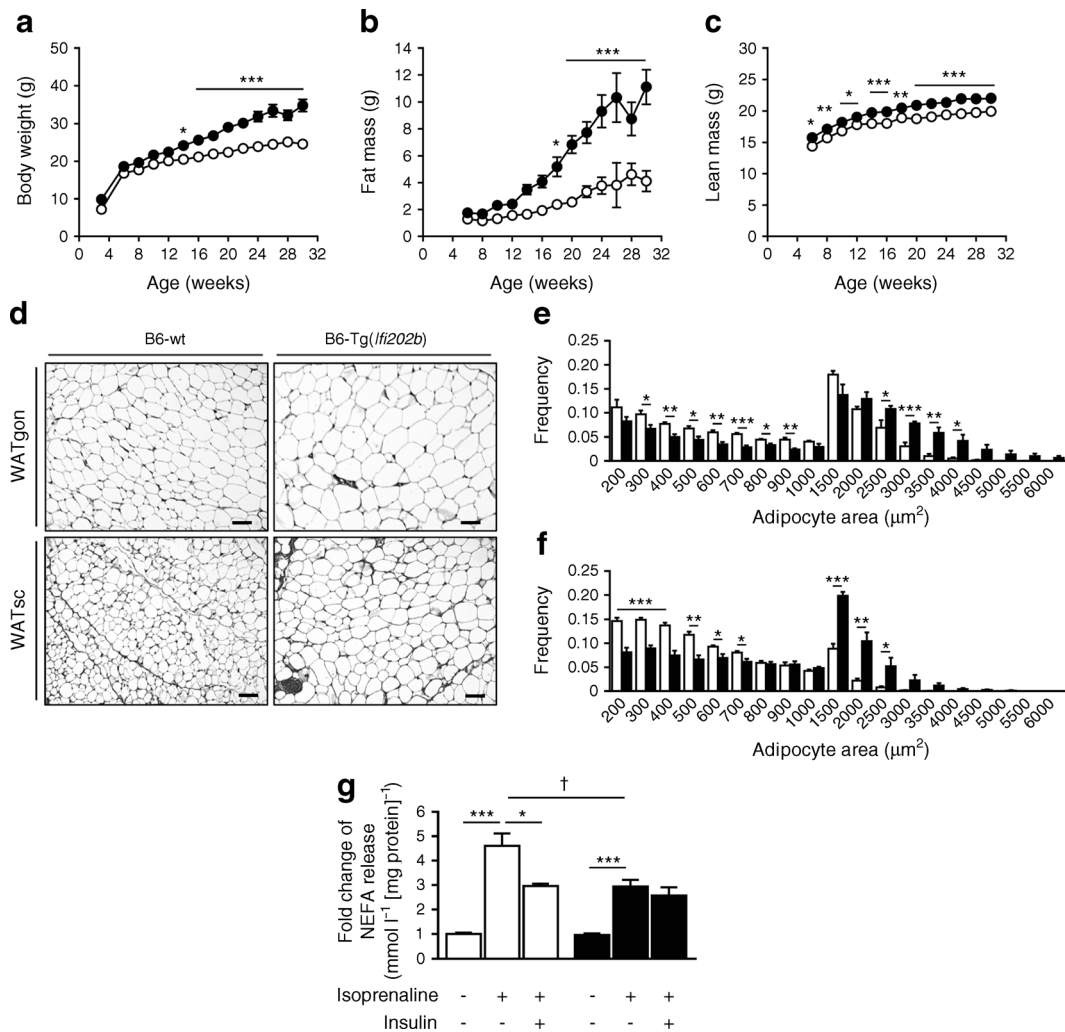 a
Body weight (g)
50
40
30
20
10
0
0 4 8 12 16 20 24 28 32
Age (weeks)
*
***
b
Fat mass (g)
14
12
10
8
6
4
2
0
0 4 8 12 16 20 24 28 32
Age (weeks)
*
***
c
Lean mass (g)
30
25
20
15
10
5
0
0 4 8 12 16 20 24 28 32
Age (weeks)
* ** * *** ** ***
d
B6-wt
B6-Tg(Ifi202b)
WATgon
WATsc
e
Frequency
0.25
0.20
0.15
0.10
0.05
0
* ** * ** *** * ** * *** ** *
200 300 400 500 600 700 800 900 1000 1500 2000 2500 3000 3500 4000 4500 5000 5500 6000
Adipocyte area (μm²)
f
Frequency
0.25
0.20
0.15
0.10
0.05
0
*** ** * * *** ** *
200 300 400 500 600 700 800 900 1000 1500 2000 2500 3000 3500 4000 4500 5000 5500 6000
Adipocyte area (μm²)
g
Fold change of
NEFA release
(mmol l⁻¹ [mg protein]⁻¹)
6
5
4
3
2
1
0
†
*** * ***
Isoprenaline - + + - + +
Insulin - - + - - +